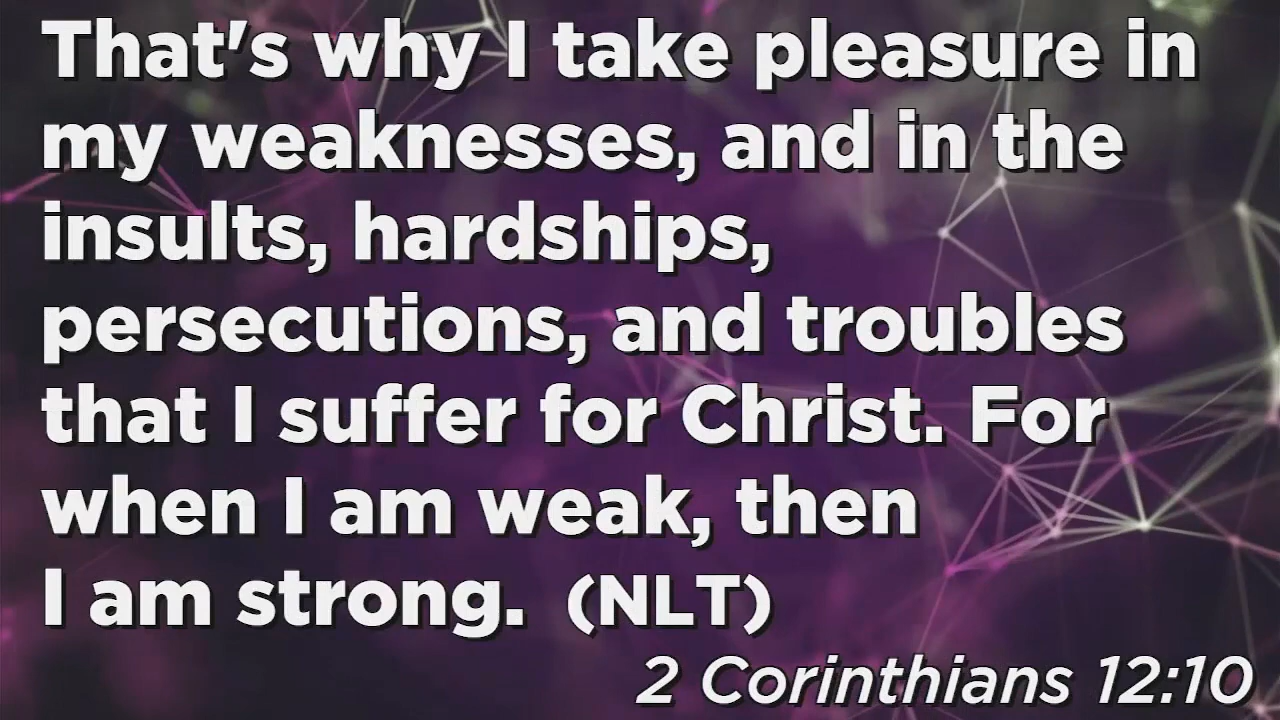 That's why I take pleasure in
my weaknesses, and in the
insults, hardships,
persecutions, and troubles
that I suffer for Christ. For
when I am weak, then
I am strong. (NLT)
2 Corinthians 12:10